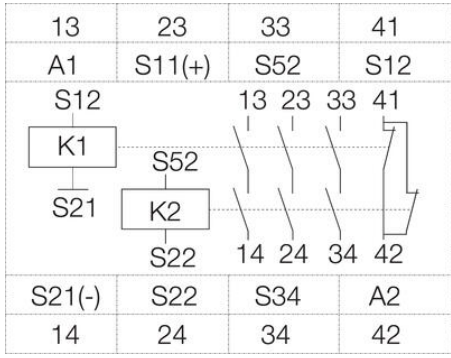 13 23 33 41
A1 S11(+) S52 S12
S12 13 23 33 41
K1
S52
S21
K2
S22 14 24 34 42
S21(-) S22 S34 A2
14 24 34 42